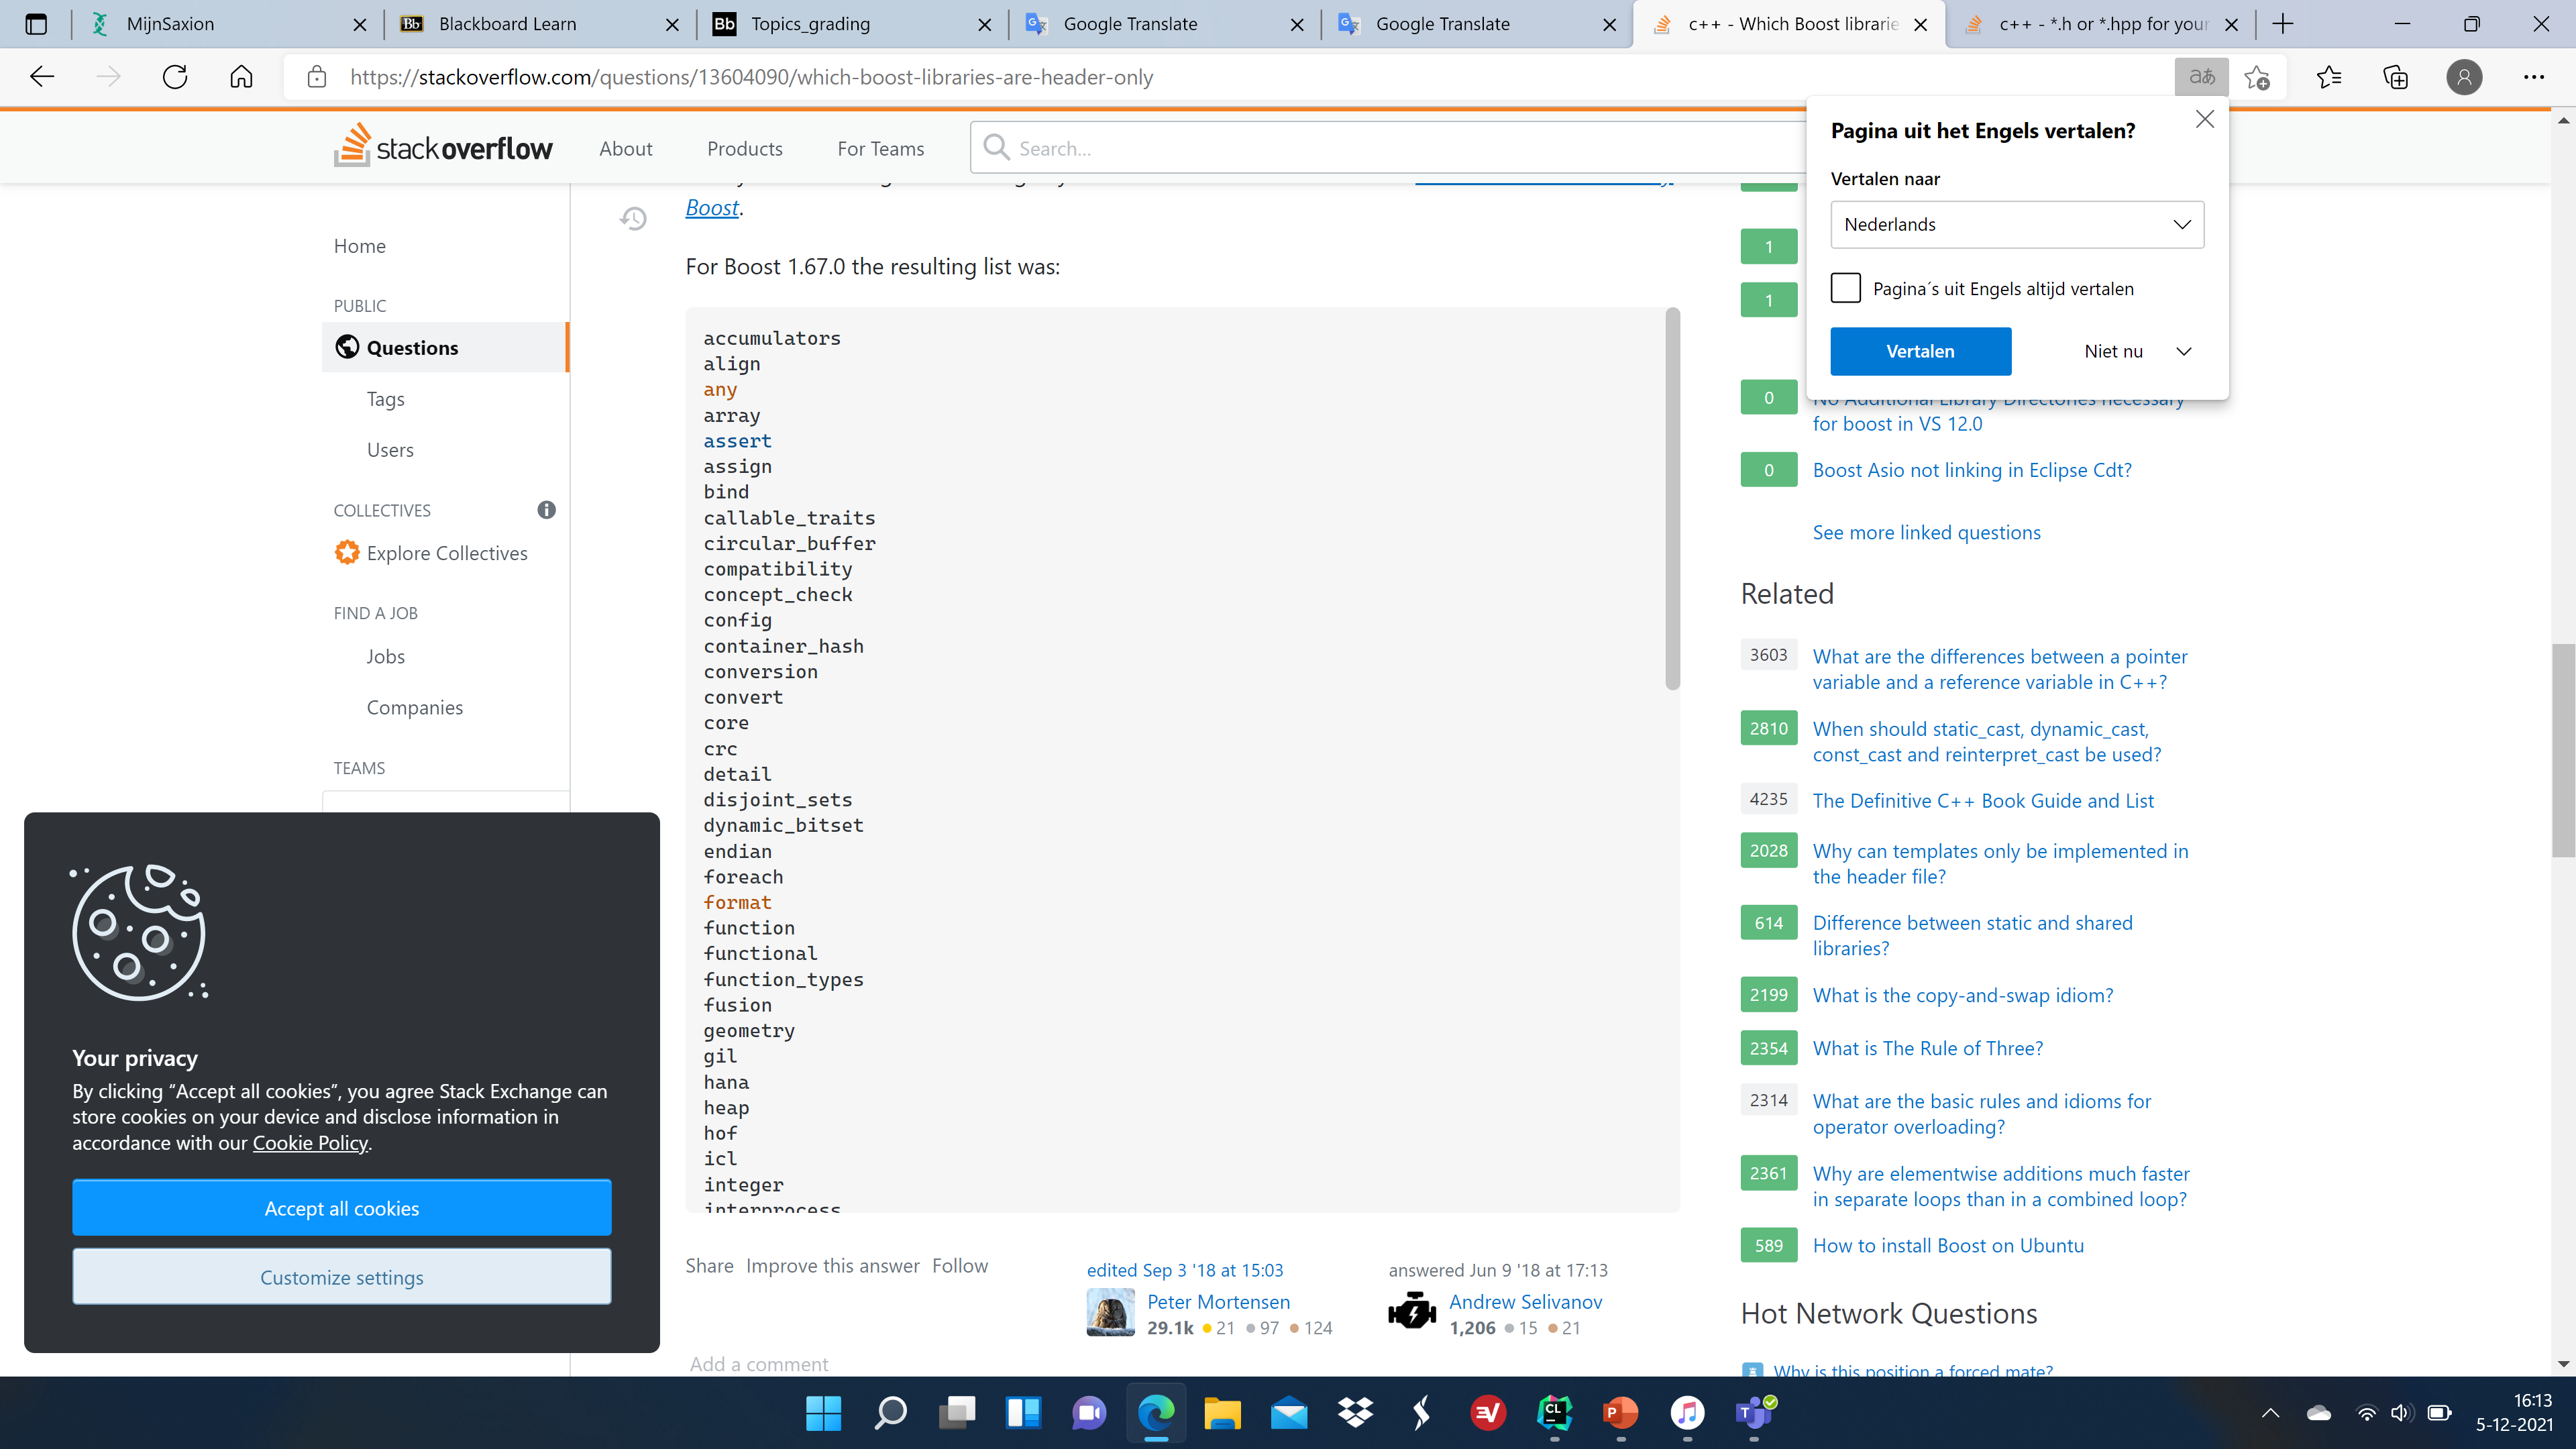 MijnSaxion
Blackboard Learn
Topics_grading
Google Translate
Google Translate
c++ - Which Boost librarie
c++ - *.h or *.hpp for your
https://stackoverflow.com/questions/13604090/which-boost-libraries-are-header-only
aあ
stackoverflow
About
Products
For Teams
Search...
Pagina uit het Engels vertalen?
Vertalen naar
Nederlands
Pagina´s uit Engels altijd vertalen
Vertalen
Niet nu
Home
PUBLIC
Questions
Tags
Users
COLLECTIVES
Explore Collectives
FIND A JOB
Jobs
Companies
TEAMS
Boost.
For Boost 1.67.0 the resulting list was:
accumulators
align
any
array
assert
assign
bind
callable_traits
circular_buffer
compatibility
concept_check
config
container_hash
conversion
convert
core
crc
detail
disjoint_sets
dynamic_bitset
endian
foreach
format
function
functional
function_types
fusion
geometry
gil
hana
heap
hof
icl
integer
interprocess
Share Improve this answer Follow
edited Sep 3 '18 at 15:03
Peter Mortensen
29.1k 21 97 124
answered Jun 9 '18 at 17:13
Andrew Selivanov
1,206 15 21
Add a comment
1
1
0 No Additional Library Directories necessary
for boost in VS 12.0
0 Boost Asio not linking in Eclipse Cdt?
See more linked questions
Related
3603 What are the differences between a pointer
variable and a reference variable in C++?
2810 When should static_cast, dynamic_cast,
const_cast and reinterpret_cast be used?
4235 The Definitive C++ Book Guide and List
2028 Why can templates only be implemented in
the header file?
614 Difference between static and shared
libraries?
2199 What is the copy-and-swap idiom?
2354 What is The Rule of Three?
2314 What are the basic rules and idioms for
operator overloading?
2361 Why are elementwise additions much faster
in separate loops than in a combined loop?
589 How to install Boost on Ubuntu
Hot Network Questions
Why is this position a forced mate?
Your privacy
By clicking “Accept all cookies”, you agree Stack Exchange can
store cookies on your device and disclose information in
accordance with our Cookie Policy.
Accept all cookies
Customize settings
16:13
5-12-2021